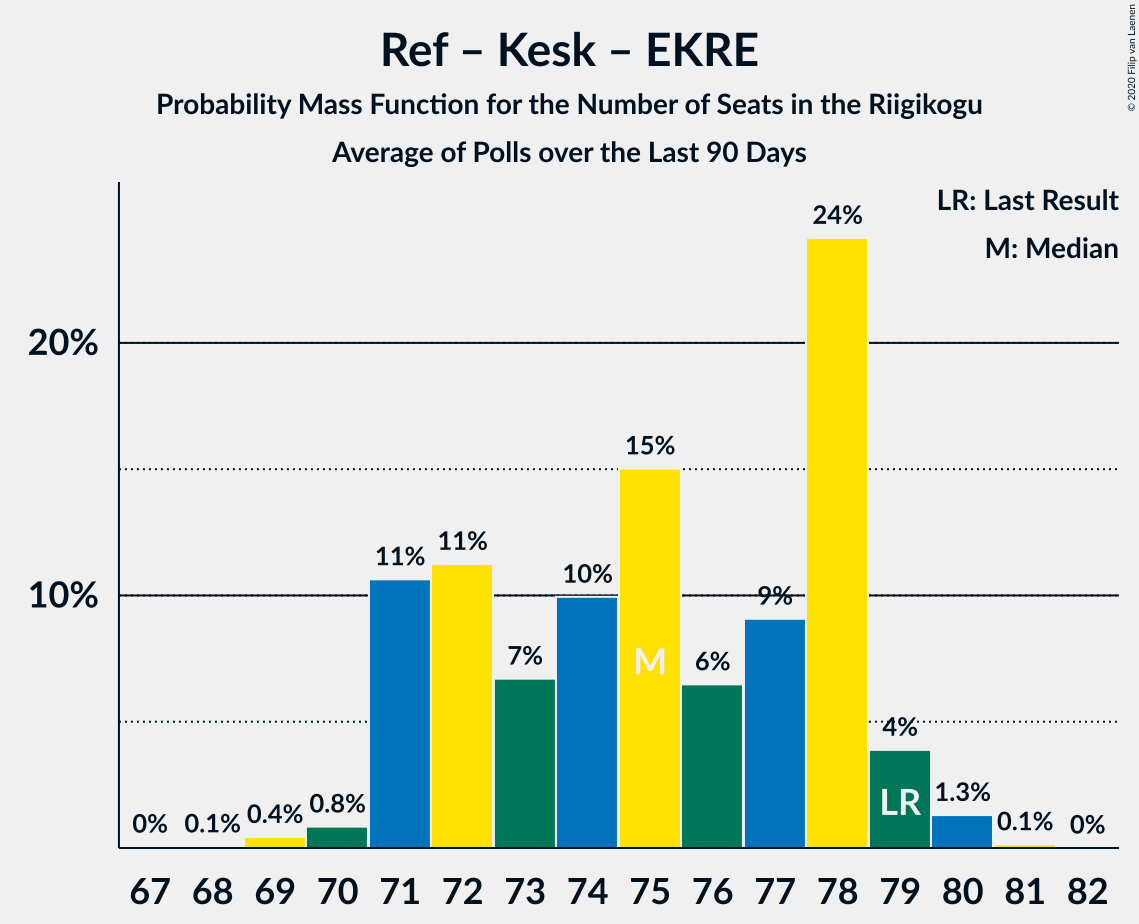 Ref – Kesk – EKRE
Probability Mass Function for the Number of Seats in the Riigikogu
Average of Polls over the Last 90 Days
© 2020 Filip van Laenen
LR: Last Result
M: Median
20%
10%
0%
0.1%
0.4%
0.8%
11%
11%
7%
10%
15%
6%
9%
24%
4%
1.3%
0.1%
0%
M
LR
67 68 69 70 71 72 73 74 75 76 77 78 79 80 81 82